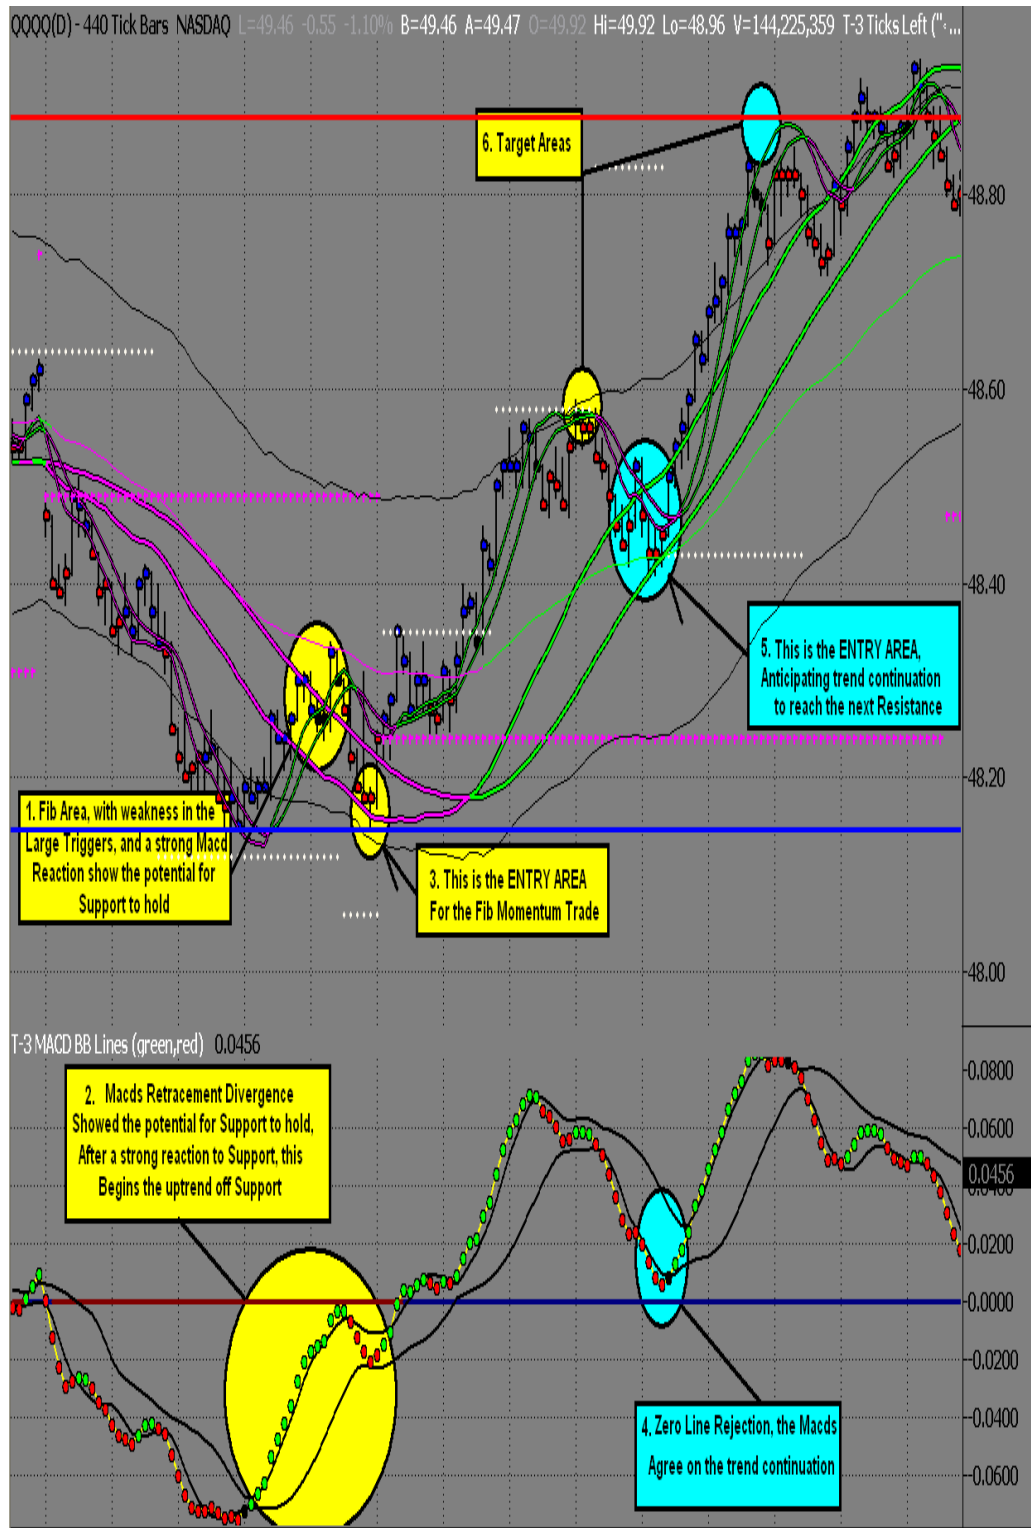 QQQQ(D) - 440 Tick Bars NASDAQ L=49.46 -0.55 -1.10% B=49.46 A=49.47 O=49.92 Hi=49.92 Lo=48.96 V=144,225,359 T-3 Ticks Left ("- ...
6. Target Areas
48.80
48.60
48.40
5. This is the ENTRY AREA,
Anticipating trend continuation
to reach the next Resistance
48.20
1. Fib Area, with weakness in the
Large Triggers, and a strong Macd
Reaction show the potential for
Support to hold
3. This is the ENTRY AREA
For the Fib Momentum Trade
48.00
T-3 MACD BB Lines (green,red) 0.0456
2. Macds Retracement Divergence
Showed the potential for Support to hold,
After a strong reaction to Support, this
Begins the uptrend off Support
0.0800
0.0600
0.0456
0.0400
0.0200
0.0000
-0.0200
4. Zero Line Rejection, the Macds
Agree on the trend continuation
-0.0400
-0.0600